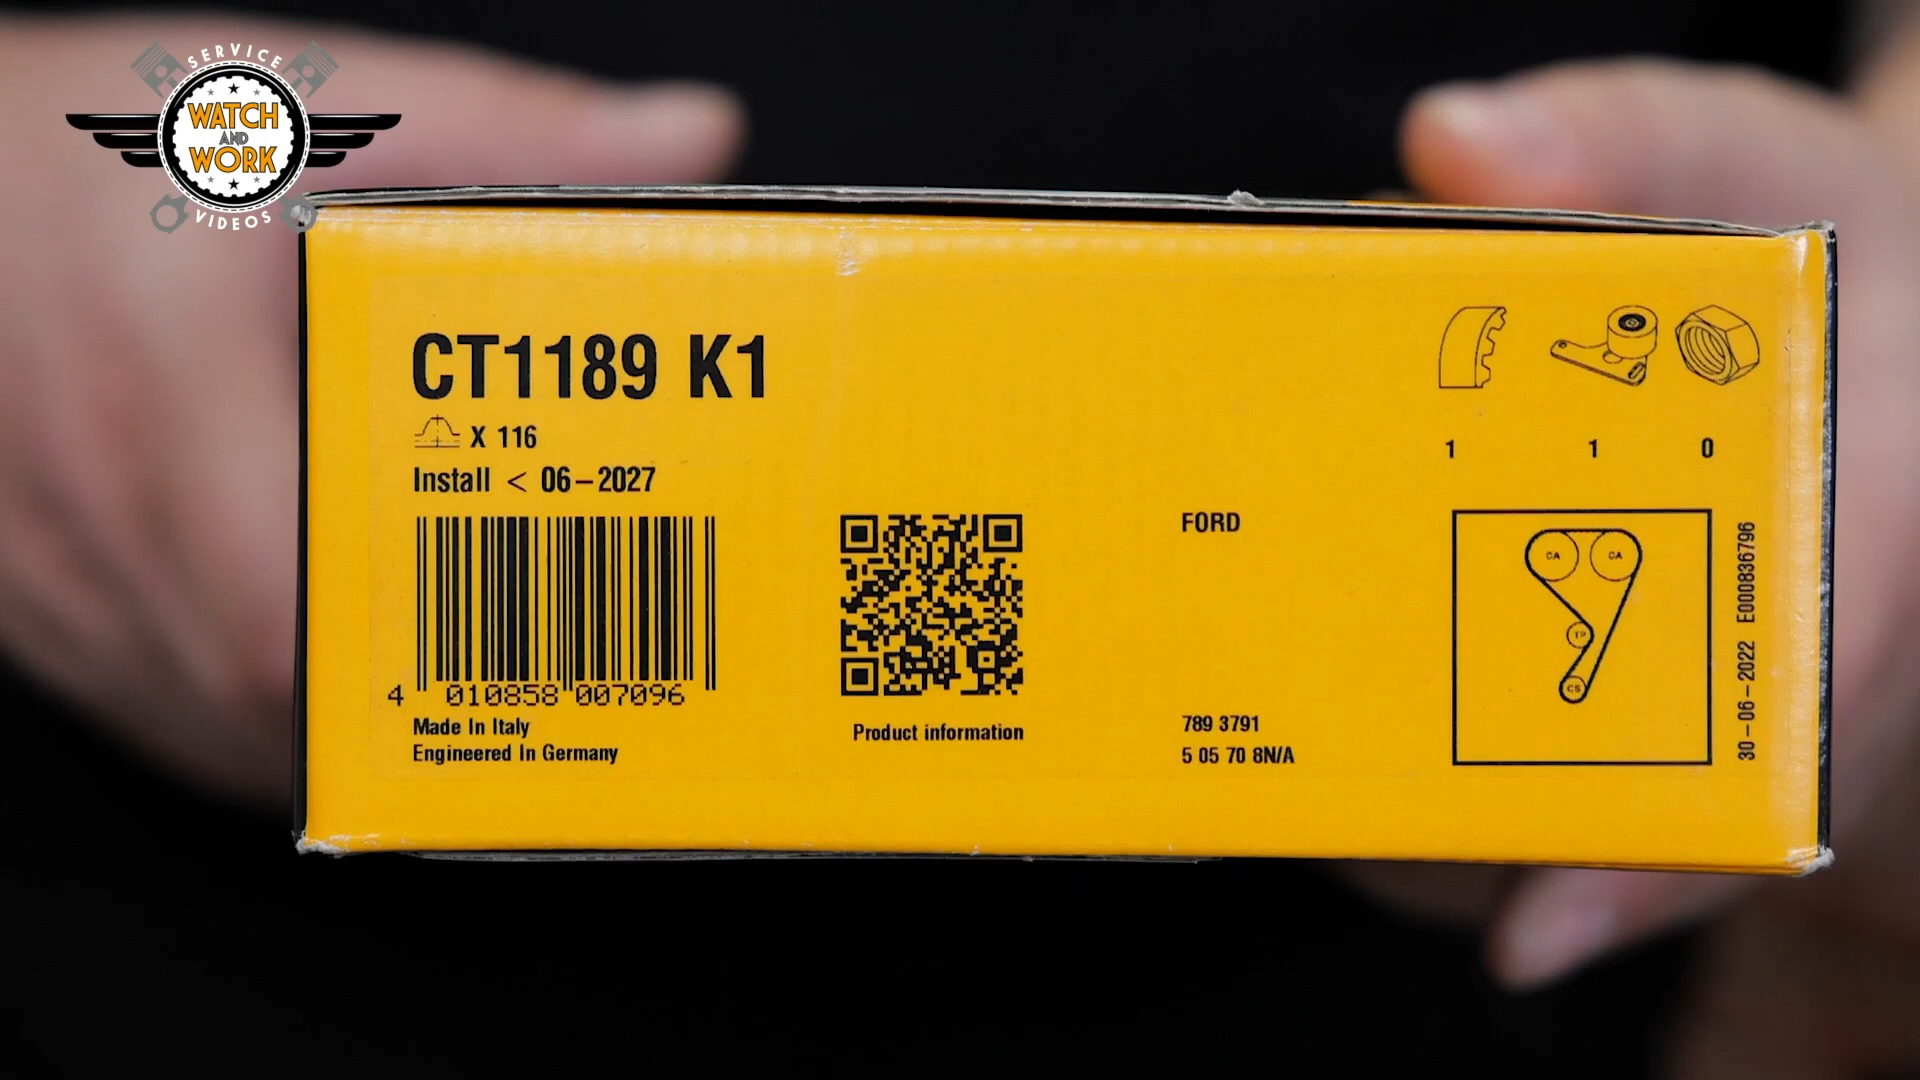 SERVICE
WATCH
AND
WORK
VIDEOS
CT1189 K1
X 116
Install < 06-2027
1 1 0
FORD
CA CA
TP
CS
4 010858 007096
Made In Italy
Engineered In Germany
Product information
789 3791
5 05 70 8N/A
30-06-2022 E000836796